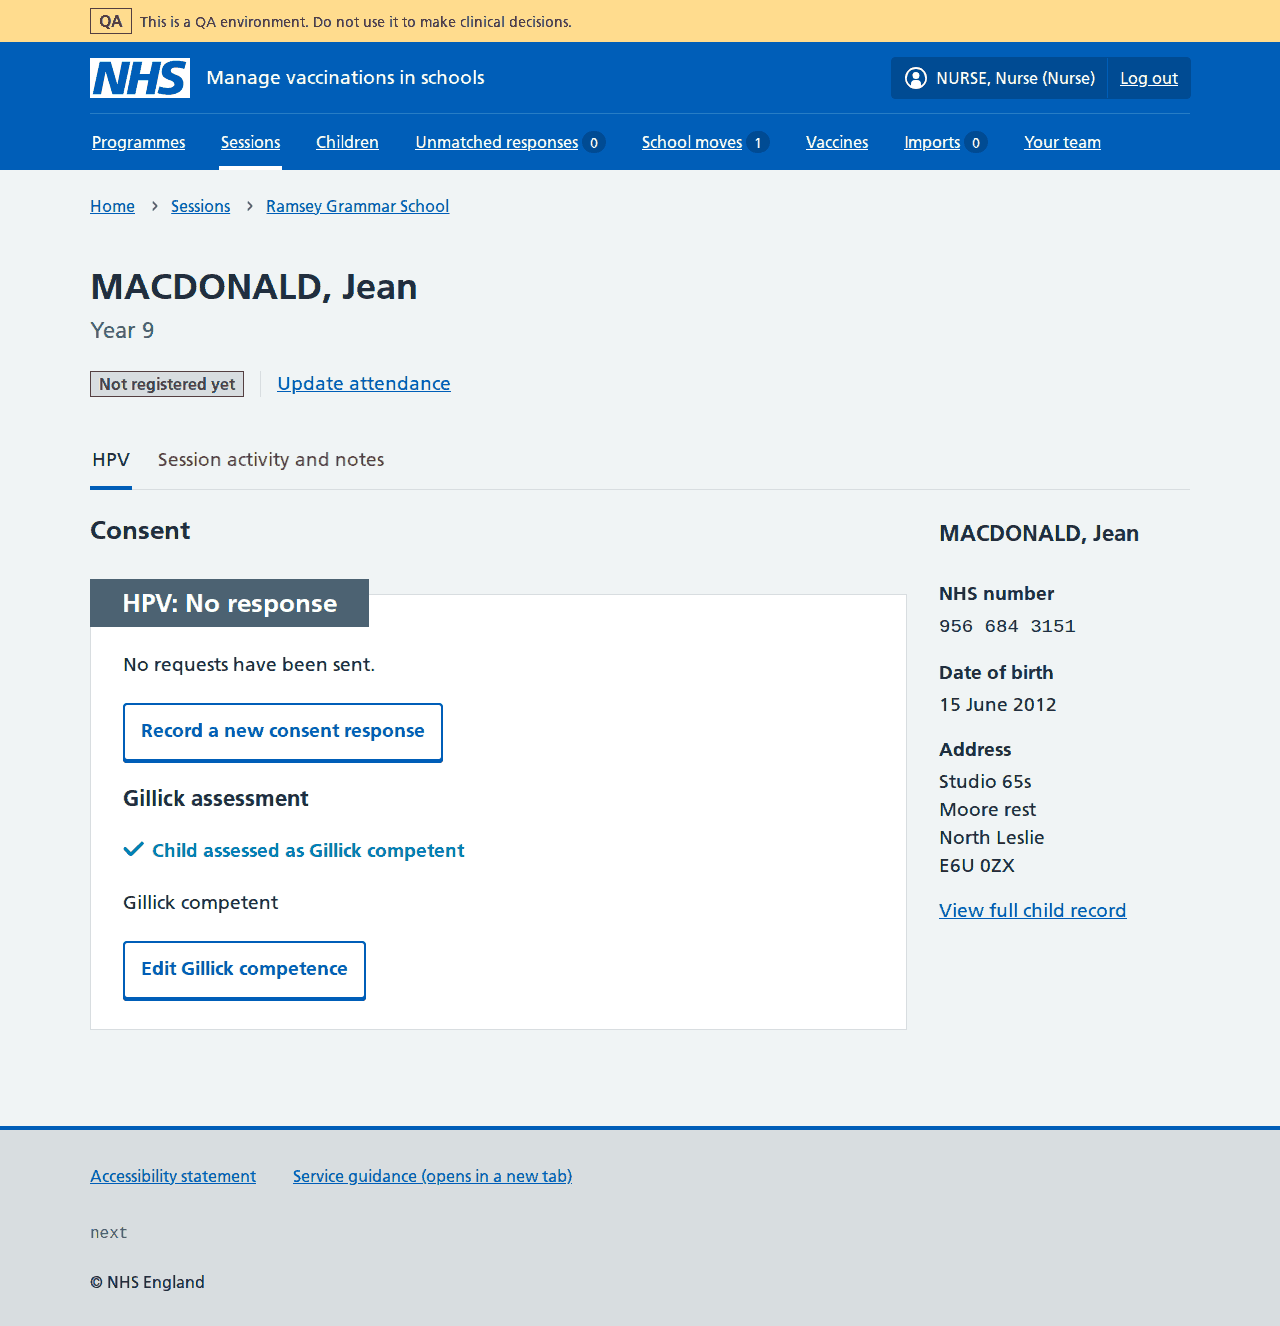 QA This is a QA environment. Do not use it to make clinical decisions.
NHS Manage vaccinations in schools NURSE, Nurse (Nurse) Log out
Programmes Sessions Children Unmatched responses 0 School moves 1 Vaccines Imports 0 Your team
Home Sessions Ramsey Grammar School
MACDONALD, Jean
Year 9
Not registered yet Update attendance
HPV Session activity and notes
Consent
HPV: No response
No requests have been sent.
Record a new consent response
Gillick assessment
Child assessed as Gillick competent
Gillick competent
Edit Gillick competence
MACDONALD, Jean
NHS number
956 684 3151
Date of birth
15 June 2012
Address
Studio 65s
Moore rest
North Leslie
E6U 0ZX
View full child record
Accessibility statement Service guidance (opens in a new tab)
next
© NHS England